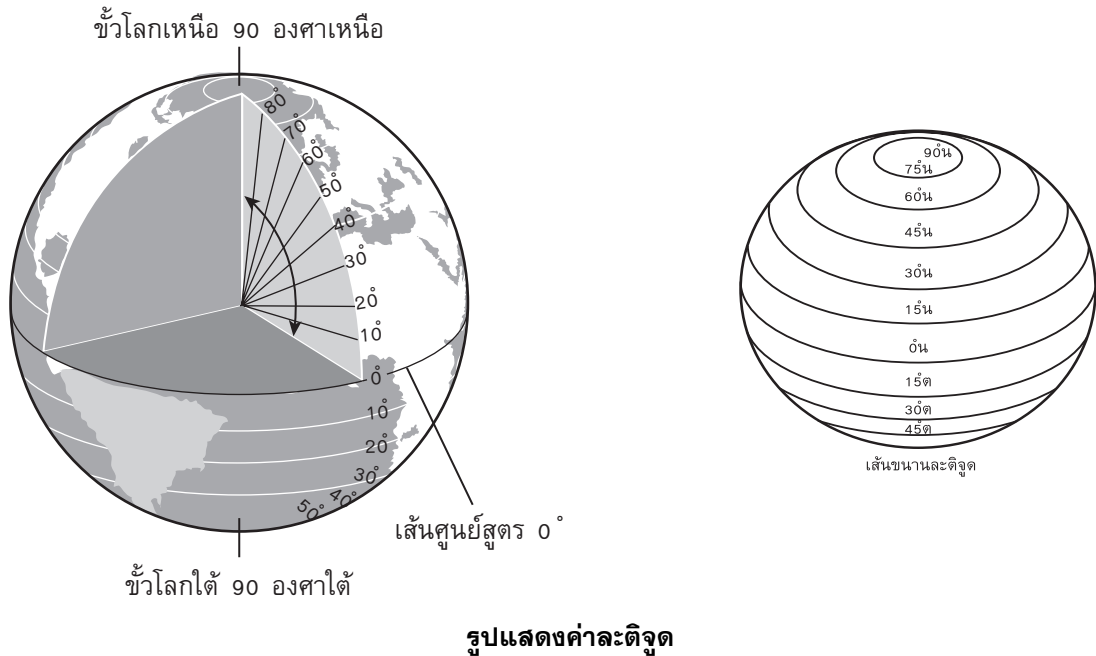 ขั้วโลกเหนือ 90 องศาเหนือ
80°
70°
60°
50°
40°
30°
20°
10°
0°
10°
20°
30°
40°
50°
เส้นศูนย์สูตร 0°
ขั้วโลกใต้ 90 องศาใต้
90°น
75°น
60°น
45°น
30°น
15°น
0°น
15°ต
30°ต
45°ต
เส้นขนานละติจูด
รูปแสดงค่าละติจูด